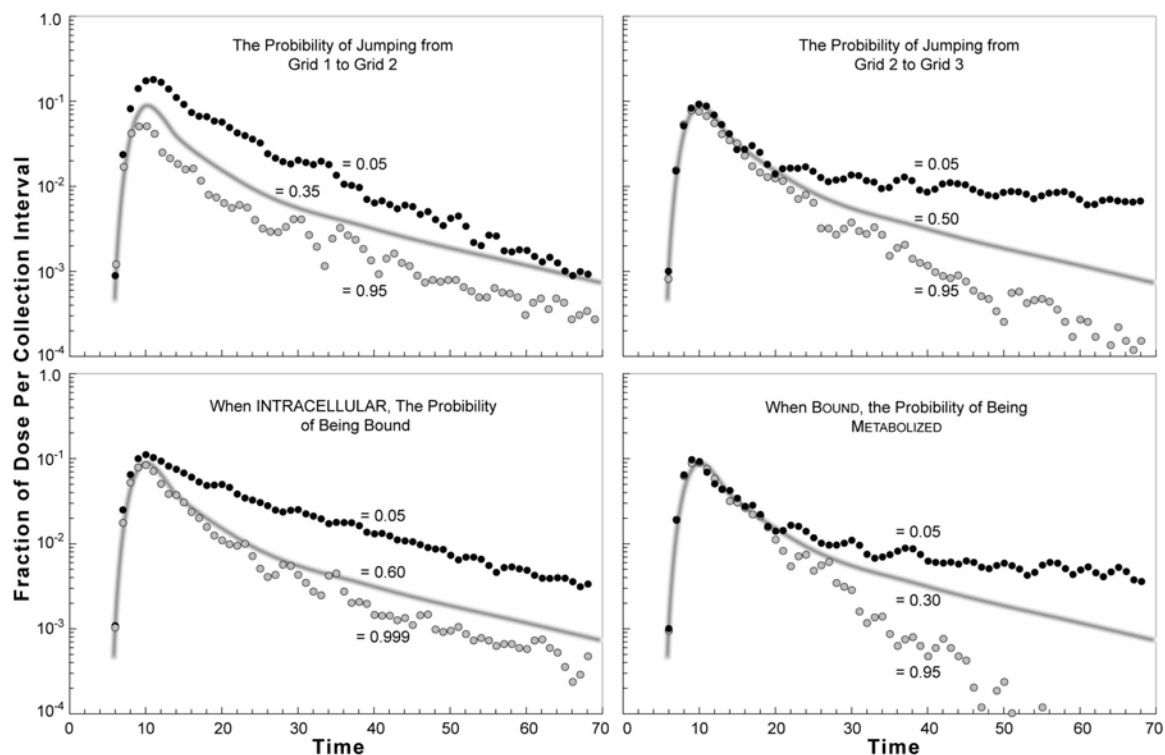 Fraction of Dose Per Collection Interval
1.0
10-1
10-2
10-3
10-4
The Probibility of Jumping from
Grid 1 to Grid 2
= 0.05
= 0.35
= 0.95
The Probibility of Jumping from
Grid 2 to Grid 3
= 0.05
= 0.50
= 0.95
1.0
10-1
10-2
10-3
10-4
When INTRACELLULAR, The Probibility
of Being Bound
= 0.05
= 0.60
= 0.999
0 10 20 30 40 50 60 70
Time
When BOUND, the Probibility of Being
METABOLIZED
= 0.05
= 0.30
= 0.95
0 10 20 30 40 50 60 70
Time